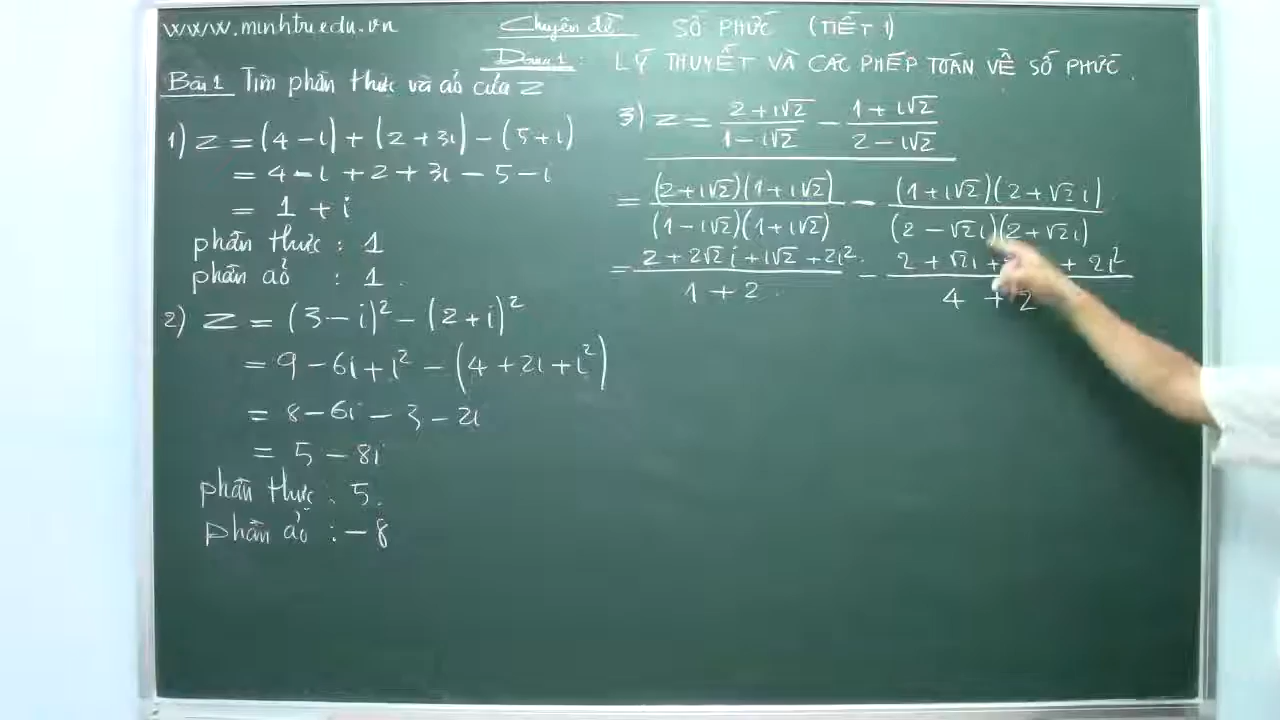 www.minhtuedu.vn
Chuyên đề SỐ PHỨC (TIẾT 1)
Dạng 1: LÝ THUYẾT VÀ CÁC PHÉP TOÁN VỀ SỐ PHỨC.
Bài 1 Tìm phần thực và ảo của z
1) z = (4 - i) + (2 + 3i) - (5 + i)
= 4 - i + 2 + 3i - 5 - i
= 1 + i
phần thực : 1
phần ảo : 1.
2) z = (3 - i)² - (2 + i)²
= 9 - 6i + i² - (4 + 2i + i²)
= 8 - 6i - 3 - 2i
= 5 - 8i
phần thực : 5.
phần ảo : - 8
3) z = (2 + i√2)/(1 - i√2) - (1 + i√2)/(2 - i√2)
= (2 + i√2)(1 + i√2)/(1 - i√2)(1 + i√2) - (1 + i√2)(2 + √2 i)/(2 - √2i)(2 + √2i)
= (2 + 2√2 i + i√2 + 2i²)/(1 + 2) - (2 + √2i + + 2i²)/(4 + 2)